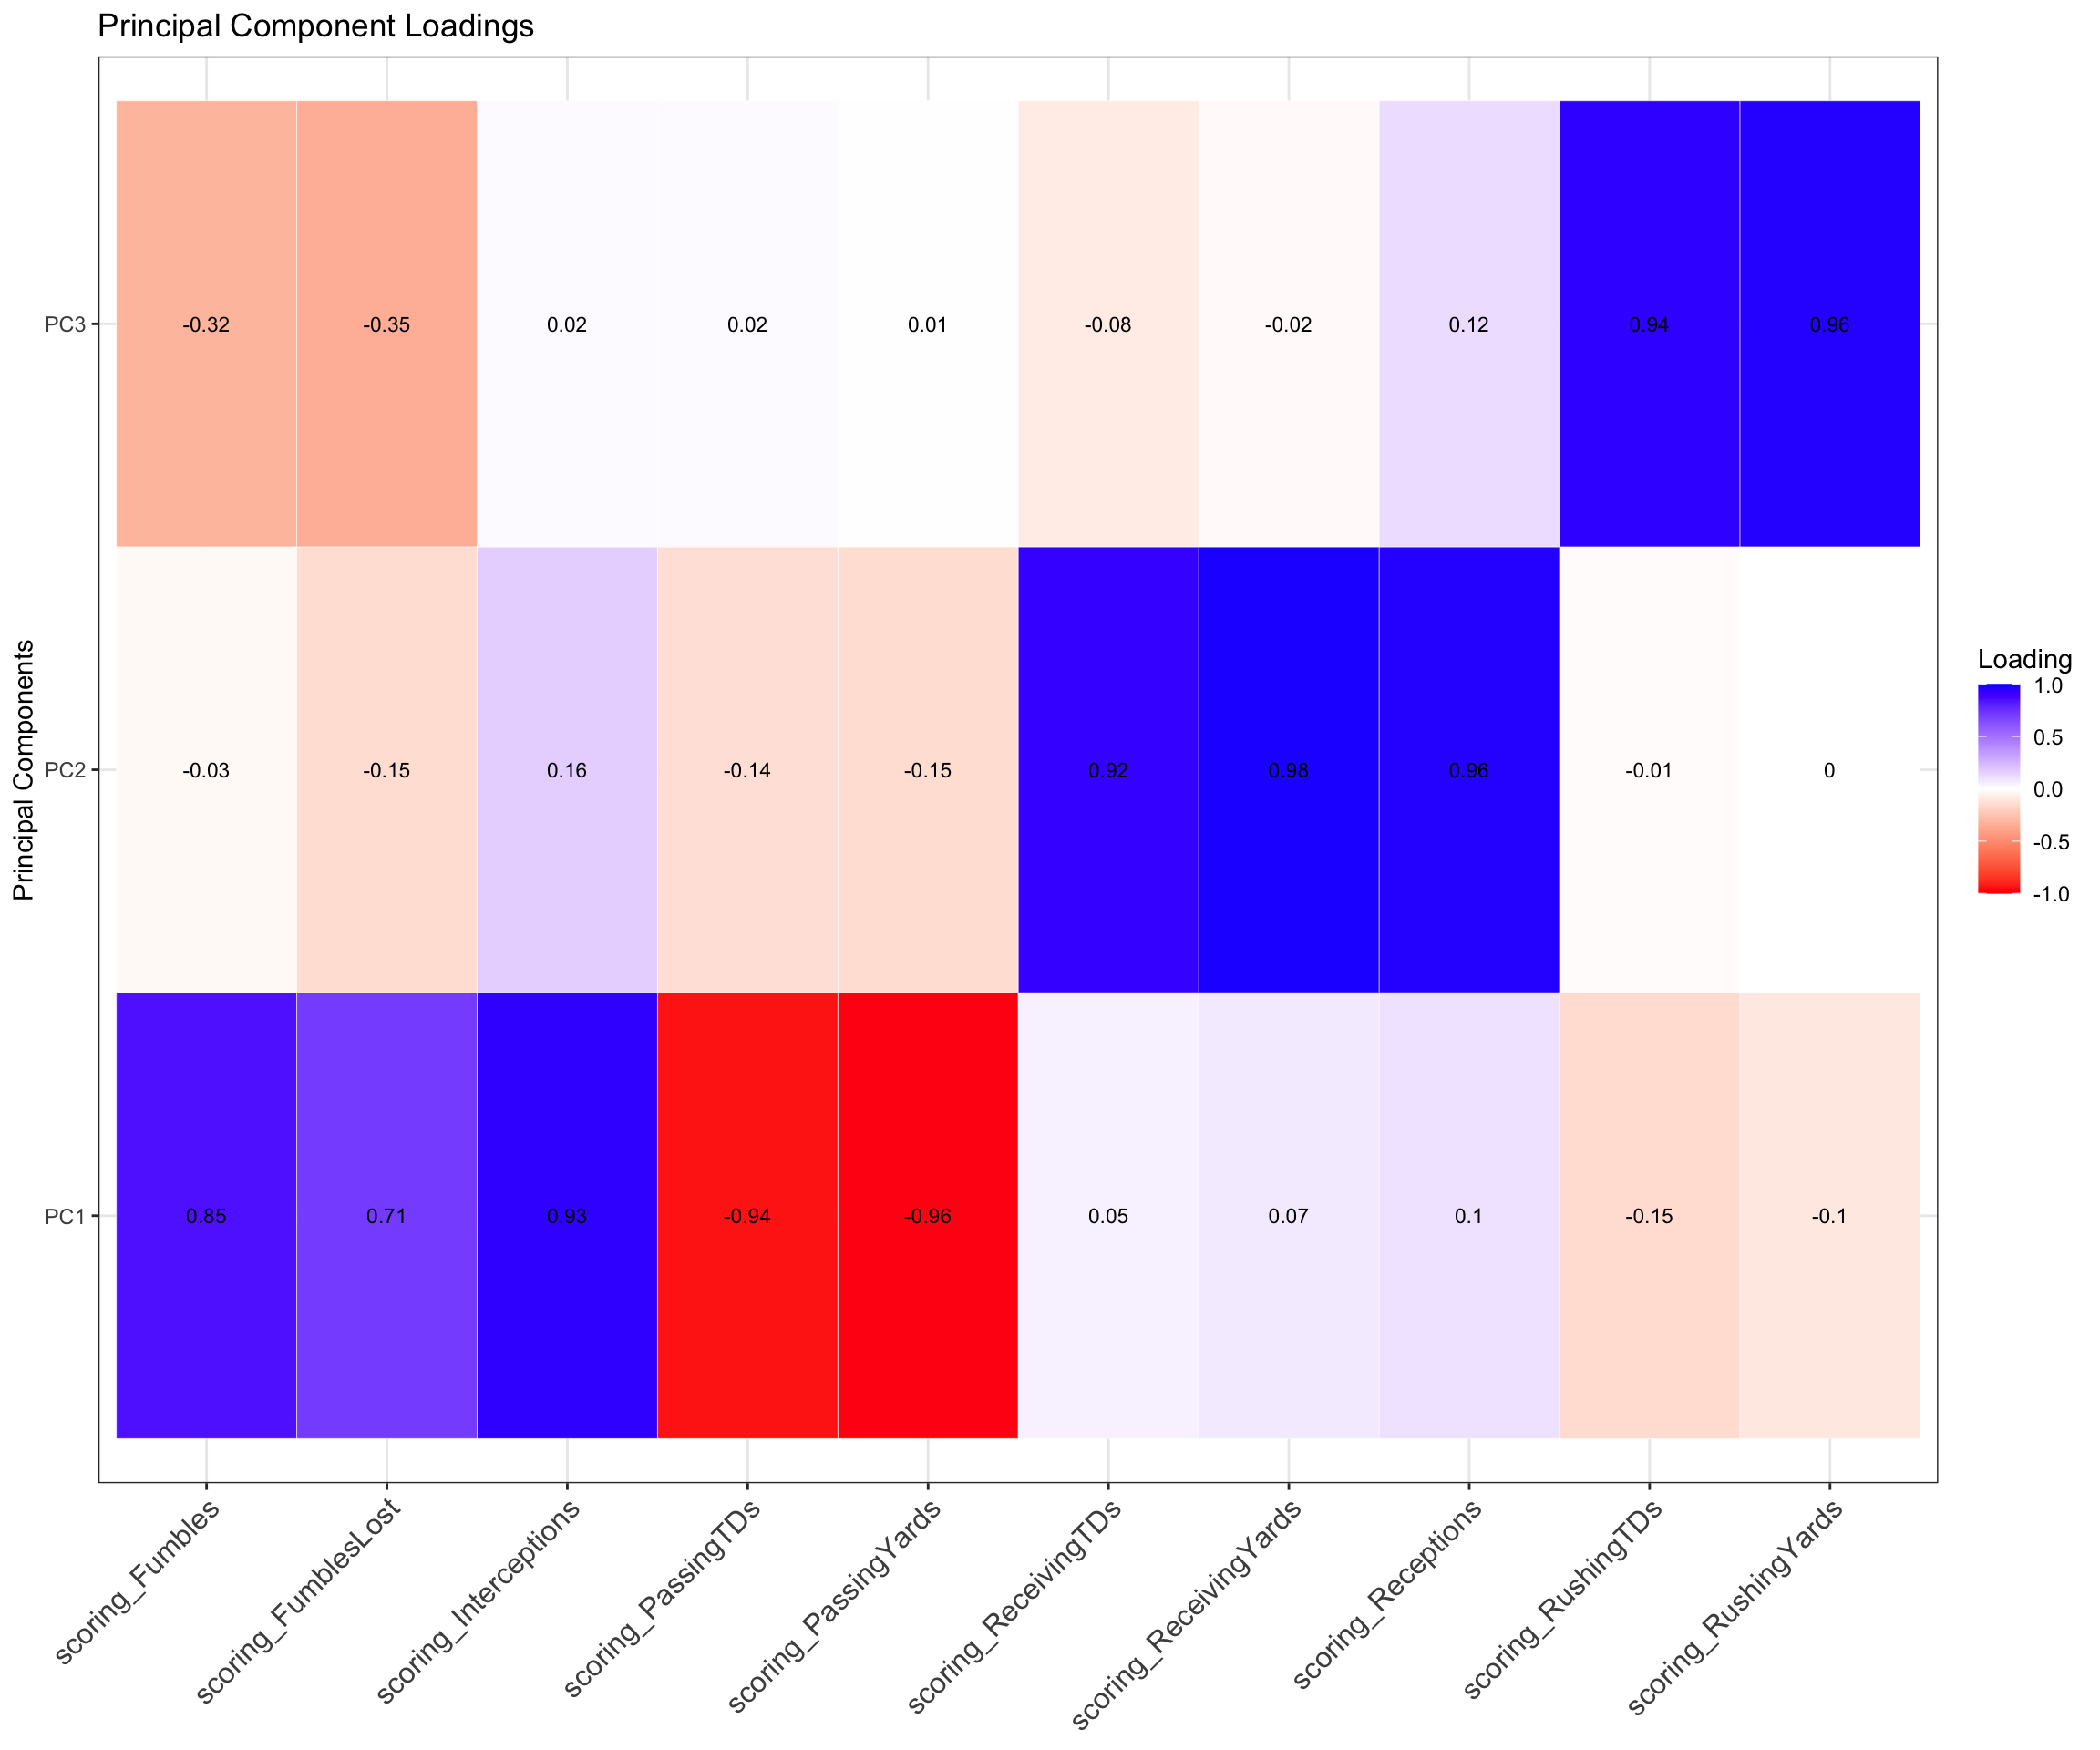 Principal Component Loadings
Principal Components
PC3
-0.32 -0.35 0.02 0.02 0.01 -0.08 -0.02 0.12 0.94 0.96
PC2
-0.03 -0.15 0.16 -0.14 -0.15 0.92 0.98 0.96 -0.01 0
PC1
0.85 0.71 0.93 -0.94 -0.96 0.05 0.07 0.1 -0.15 -0.1
scoring_Fumbles
scoring_FumblesLost
scoring_Interceptions
scoring_PassingTDs
scoring_PassingYards
scoring_ReceivingTDs
scoring_ReceivingYards
scoring_Receptions
scoring_RushingTDs
scoring_RushingYards
Loading
1.0
0.5
0.0
-0.5
-1.0